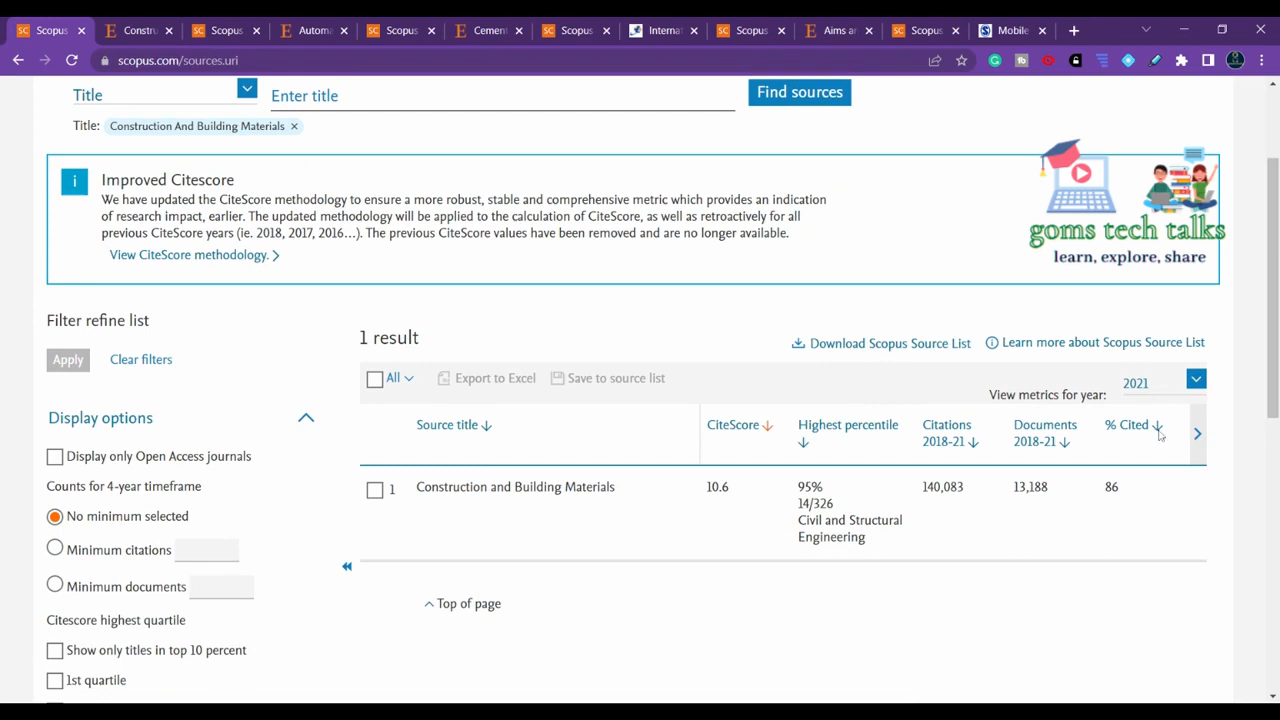 Scopus
Constru
Scopus
Automa
Scopus
Cement
Scopus
Internat
Scopus
Aims ar
Scopus
Mobile
scopus.com/sources.uri
Title
Enter title
Find sources
Title: Construction And Building Materials ×
Improved Citescore
We have updated the CiteScore methodology to ensure a more robust, stable and comprehensive metric which provides an indication
of research impact, earlier. The updated methodology will be applied to the calculation of CiteScore, as well as retroactively for all
previous CiteScore years (ie. 2018, 2017, 2016...). The previous CiteScore values have been removed and are no longer available.
View CiteScore methodology. >
goms tech talks
learn, explore, share
Filter refine list
Apply
Clear filters
Display options
Display only Open Access journals
Counts for 4-year timeframe
No minimum selected
Minimum citations
Minimum documents
Citescore highest quartile
Show only titles in top 10 percent
1st quartile
1 result
Download Scopus Source List
Learn more about Scopus Source List
All
Export to Excel
Save to source list
View metrics for year:
2021
Source title
CiteScore
Highest percentile
Citations
2018-21
Documents
2018-21
% Cited
1
Construction and Building Materials
10.6
95%
14/326
Civil and Structural
Engineering
140,083
13,188
86
Top of page